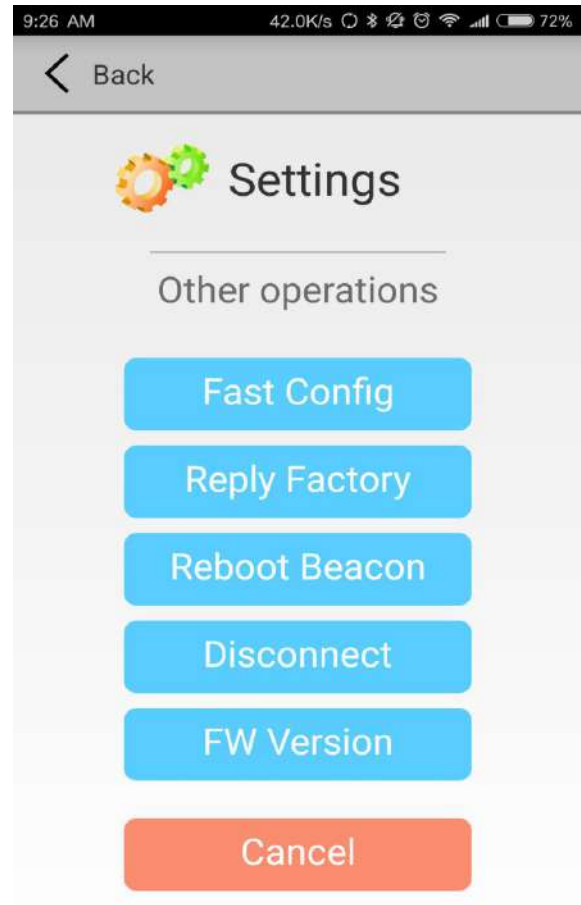 9:26 AM 42.0K/s 72%
Back
Settings
Other operations
Fast Config
Reply Factory
Reboot Beacon
Disconnect
FW Version
Cancel